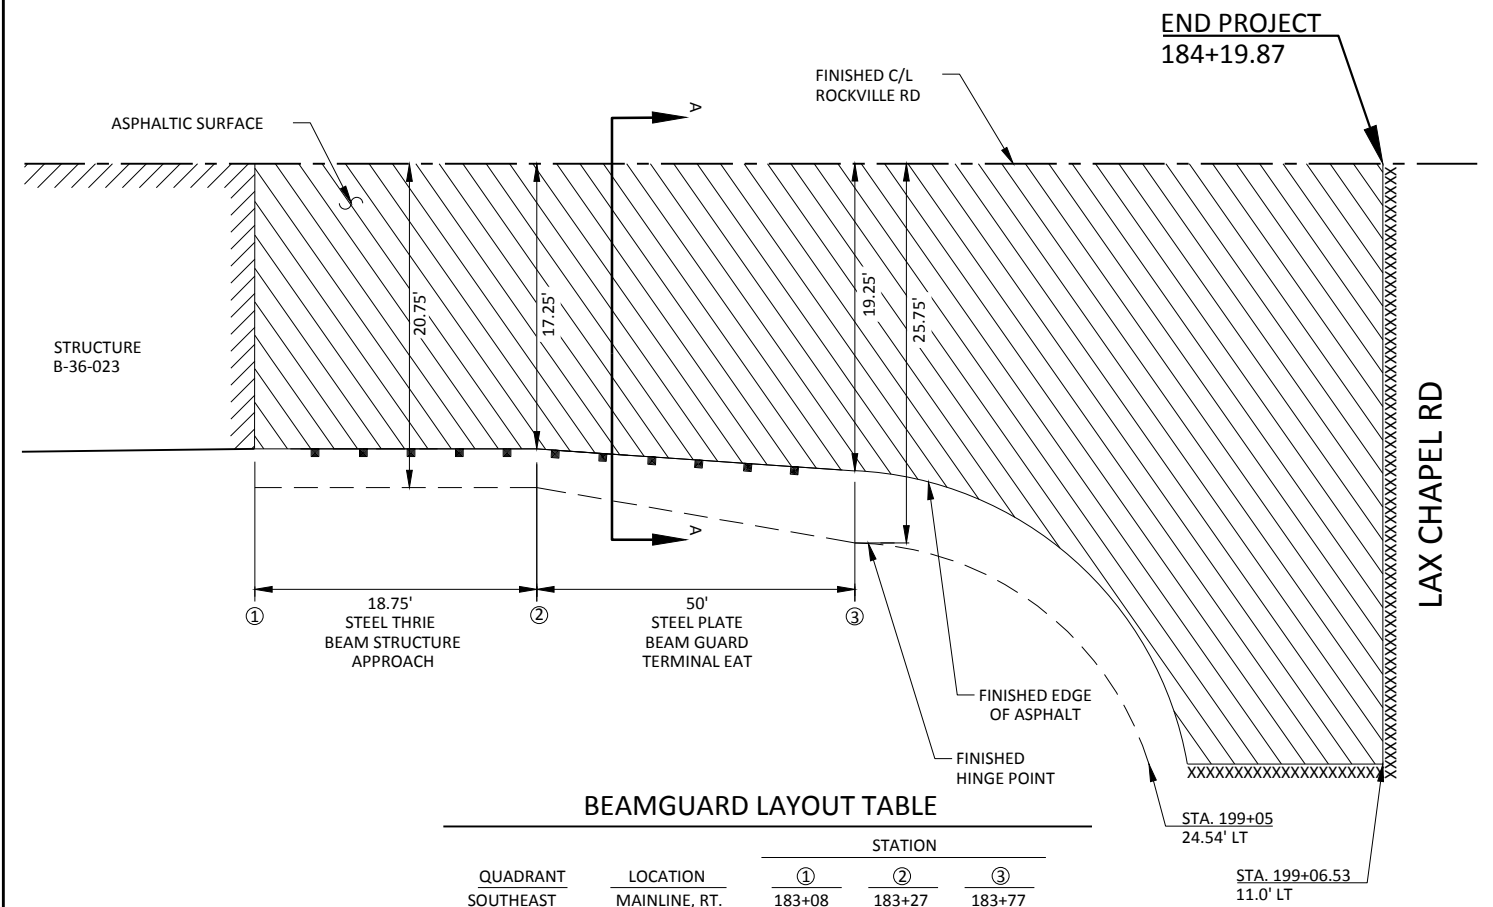 END PROJECT
184+19.87
FINISHED C/L
ROCKVILLE RD
ASPHALTIC SURFACE
A
STRUCTURE
B-36-023
20.75'
17.25'
19.25'
25.75'
LAX CHAPEL RD
A
① ② ③
18.75'
STEEL THRIE
BEAM STRUCTURE
APPROACH
50'
STEEL PLATE
BEAM GUARD
TERMINAL EAT
FINISHED EDGE
OF ASPHALT
FINISHED
HINGE POINT
STA. 199+05
24.54' LT
STA. 199+06.53
11.0' LT
BEAMGUARD LAYOUT TABLE
STATION
QUADRANT LOCATION ① ② ③
SOUTHEAST MAINLINE, RT. 183+08 183+27 183+77